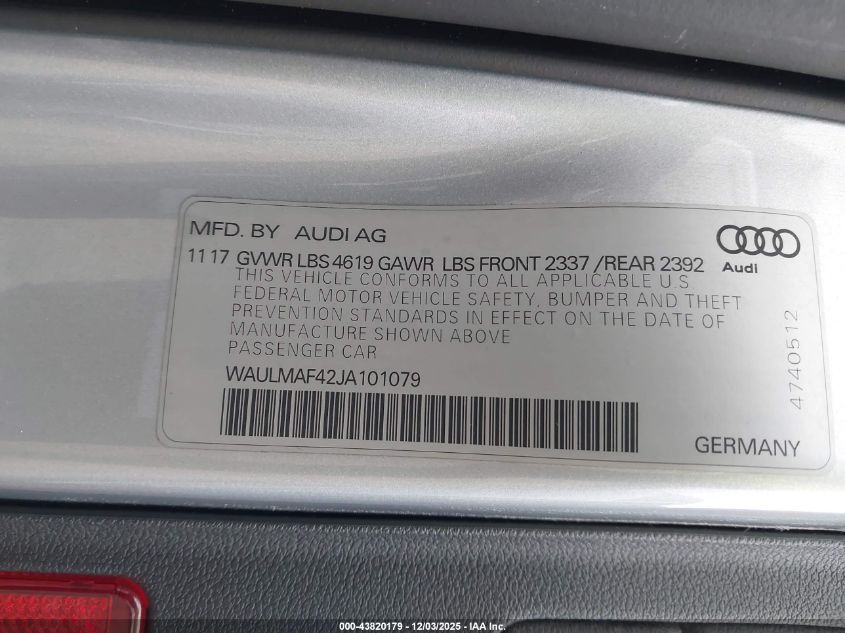 MFD. BY AUDI AG
1117 GVWR LBS 4619 GAWR LBS FRONT 2337 /REAR 2392
Audi
THIS VEHICLE CONFORMS TO ALL APPLICABLE U.S.
FEDERAL MOTOR VEHICLE SAFETY, BUMPER AND THEFT
PREVENTION STANDARDS IN EFFECT ON THE DATE OF
MANUFACTURE SHOWN ABOVE
PASSENGER CAR
WAULMAF42JA101079
4740512
GERMANY
000-43820179 - 12/03/2025 - IAA Inc.